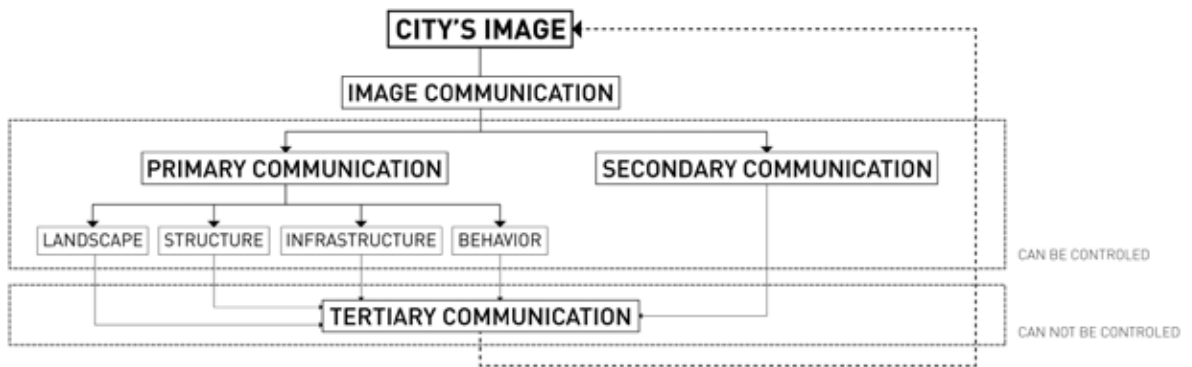 CITY'S IMAGE
IMAGE COMMUNICATION
PRIMARY COMMUNICATION
SECONDARY COMMUNICATION
LANDSCAPE
STRUCTURE
INFRASTRUCTURE
BEHAVIOR
CAN BE CONTROLED
TERTIARY COMMUNICATION
CAN NOT BE CONTROLED